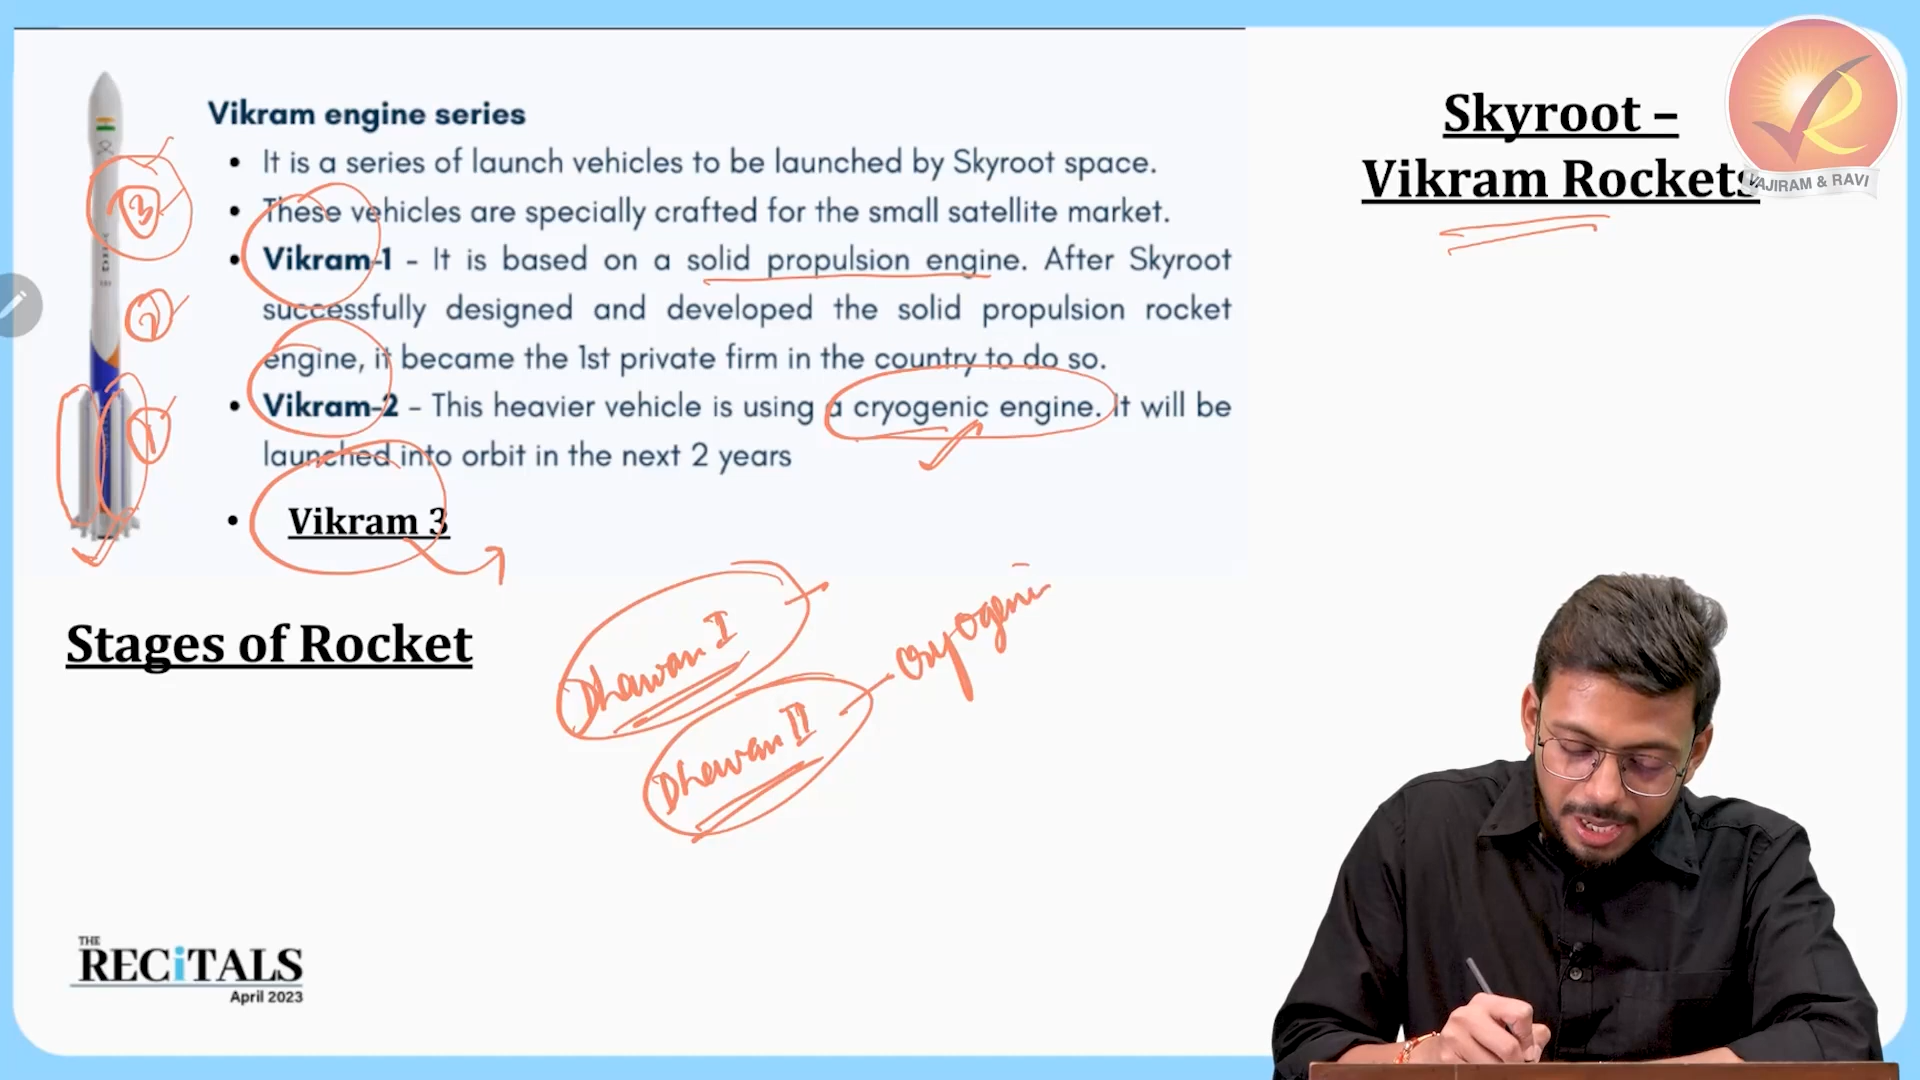 Vikram engine series
• It is a series of launch vehicles to be launched by Skyroot space.
• These vehicles are specially crafted for the small satellite market.
• Vikram-1 - It is based on a solid propulsion engine. After Skyroot
successfully designed and developed the solid propulsion rocket
engine, it became the 1st private firm in the country to do so.
• Vikram-2 – This heavier vehicle is using a cryogenic engine. It will be
launched into orbit in the next 2 years
• Vikram 3
3
2
1
Skyroot –
Vikram Rockets
VAJIRAM & RAVI
Stages of Rocket
Dhawan I
Dhawan II - cryogeni
THE
RECiTALS
April 2023